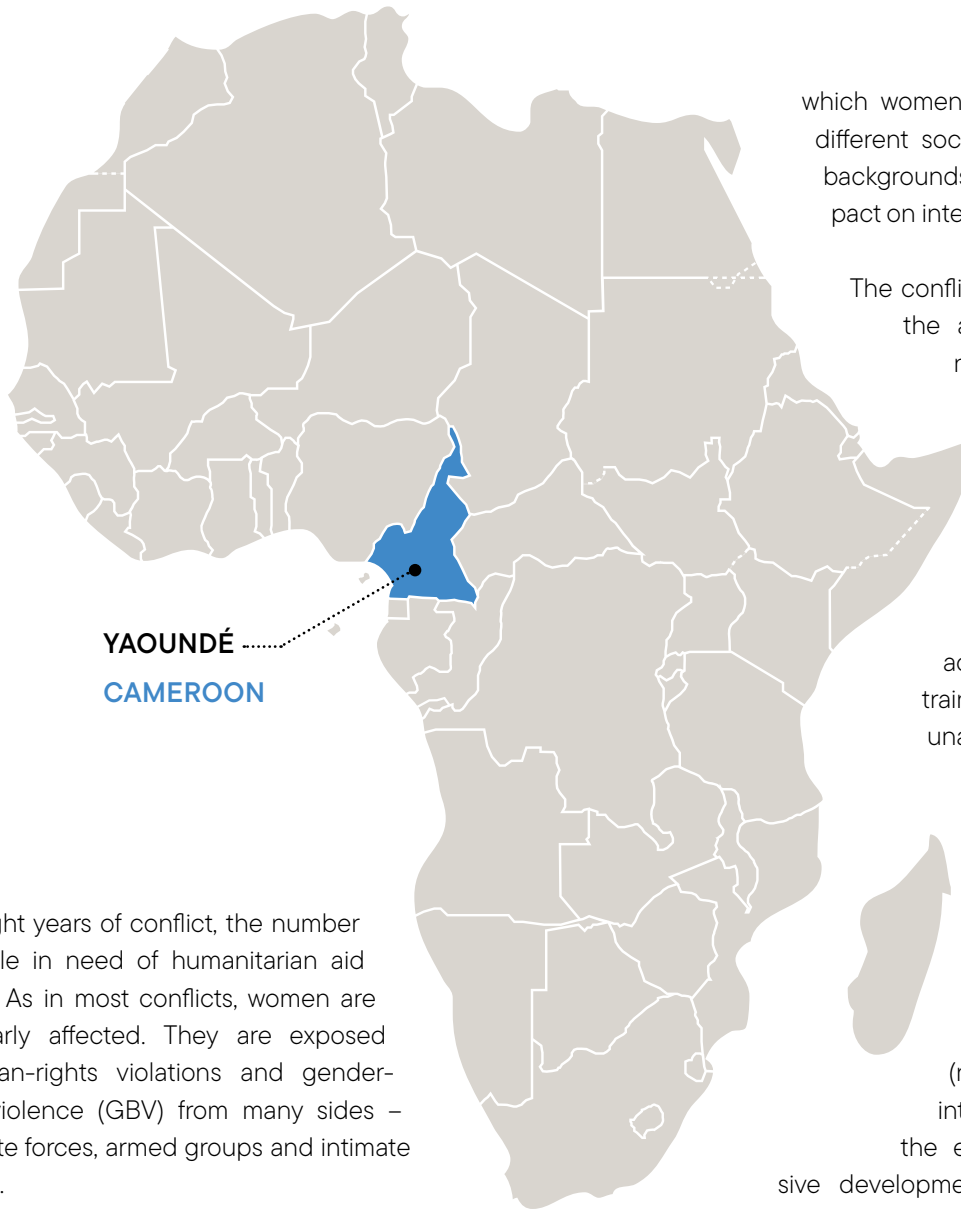 YAOUNDÉ
CAMEROON
ght years of conflict, the number
le in need of humanitarian aid
As in most conflicts, women are
arly affected. They are exposed
an-rights violations and gender-
violence (GBV) from many sides –
te forces, armed groups and intimate
.
which women
different soc
backgrounds
pact on inte
The confli
the a
r
ac
train
una
(r
int
the e
sive developme